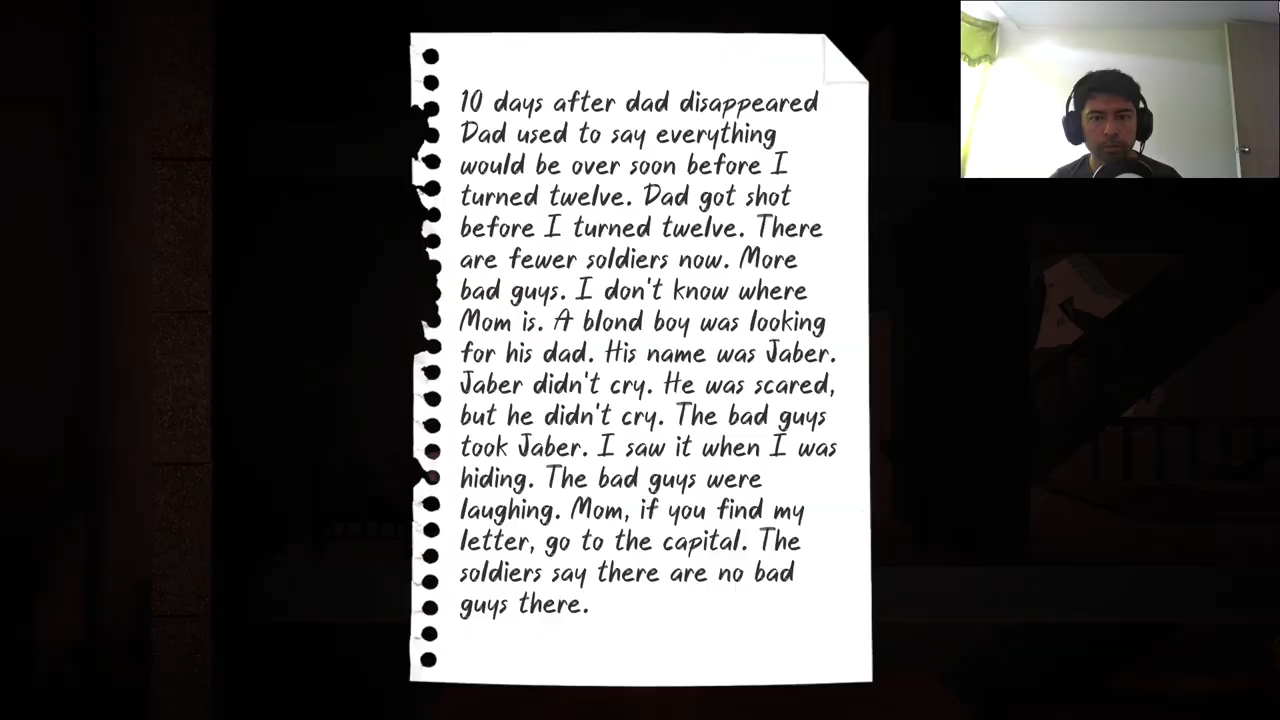 10 days after dad disappeared
Dad used to say everything
would be over soon before I
turned twelve. Dad got shot
before I turned twelve. There
are fewer soldiers now. More
bad guys. I don't know where
Mom is. A blond boy was looking
for his dad. His name was Jaber.
Jaber didn't cry. He was scared,
but he didn't cry. The bad guys
took Jaber. I saw it when I was
hiding. The bad guys were
laughing. Mom, if you find my
letter, go to the capital. The
soldiers say there are no bad
guys there.